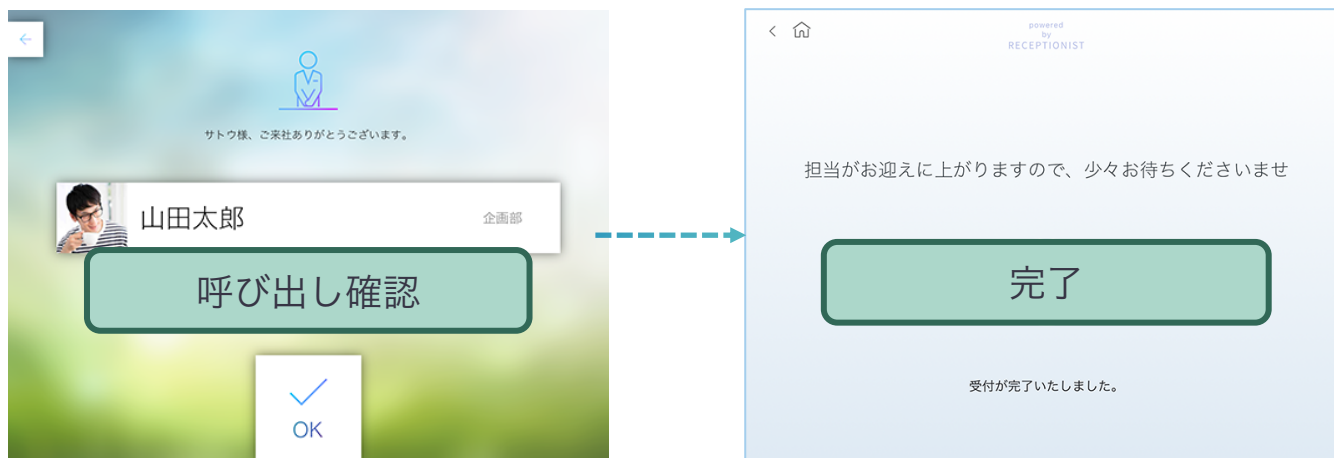 サトウ様、ご来社ありがとうございます。
山田太郎
企画部
呼び出し確認
OK
powered
by
RECEPTIONIST
担当がお迎えに上がりますので、少々お待ちくださいませ
完了
受付が完了いたしました。